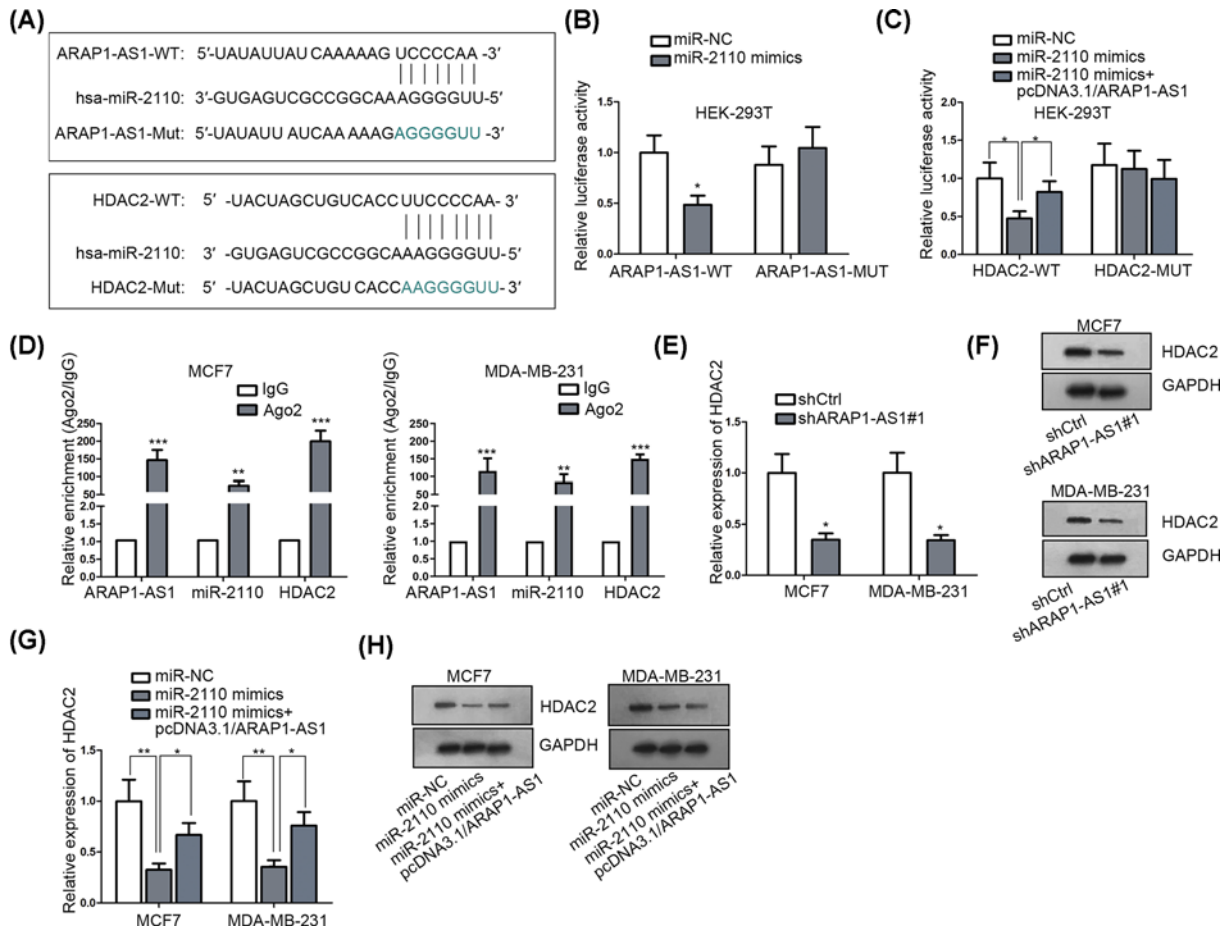 (A)
ARAP1-AS1-WT: 5′-UAUAUUAUCAAAAAG UCCCCAA -3′
hsa-miR-2110: 3′-GUGAGUCGCCGGCAAAGGGGUU-5′
ARAP1-AS1-Mut: 5′-UAUAUU AUCAAAAAGAGGGGUU -3′
HDAC2-WT: 5′ -UACUAGCUGUCACCUUCCCCAA- 3′
hsa-miR-2110: 3′ -GUGAGUCGCCGGCAAAGGGGUU-5′
HDAC2-Mut: 5′ -UACUAGCUGUCACCAAGGGGUU- 3′
(B)
miR-NC
miR-2110 mimics
HEK-293T
Relative luciferase activity
1.5
1.0
0.5
0.0
*
ARAP1-AS1-WT ARAP1-AS1-MUT
(C)
miR-NC
miR-2110 mimics
miR-2110 mimics+
pcDNA3.1/ARAP1-AS1
HEK-293T
Relative luciferase activity
2.0
1.5
1.0
0.5
0.0
* *
HDAC2-WT HDAC2-MUT
(D)
MCF7
IgG
Ago2
Relative enrichment (Ago2/IgG)
250
200
150
100
50
2.0
1.5
1.0
0.5
0.0
*** ** ***
ARAP1-AS1 miR-2110 HDAC2
MDA-MB-231
IgG
Ago2
Relative enrichment (Ago2/IgG)
250
200
150
100
50
2.0
1.5
1.0
0.5
0.0
*** ** ***
ARAP1-AS1 miR-2110 HDAC2
(E)
shCtrl
shARAP1-AS1#1
Relative expression of HDAC2
1.5
1.0
0.5
0.0
* *
MCF7 MDA-MB-231
(F)
MCF7
HDAC2
GAPDH
shCtrl
shARAP1-AS1#1
MDA-MB-231
HDAC2
GAPDH
shCtrl
shARAP1-AS1#1
(G)
miR-NC
miR-2110 mimics
miR-2110 mimics+
pcDNA3.1/ARAP1-AS1
Relative expression of HDAC2
1.5
1.0
0.5
0.0
** * ** *
MCF7 MDA-MB-231
(H)
MCF7
HDAC2
GAPDH
miR-NC
miR-2110 mimics
miR-2110 mimics+
pcDNA3.1/ARAP1-AS1
MDA-MB-231
miR-NC
miR-2110 mimics
miR-2110 mimics+
pcDNA3.1/ARAP1-AS1